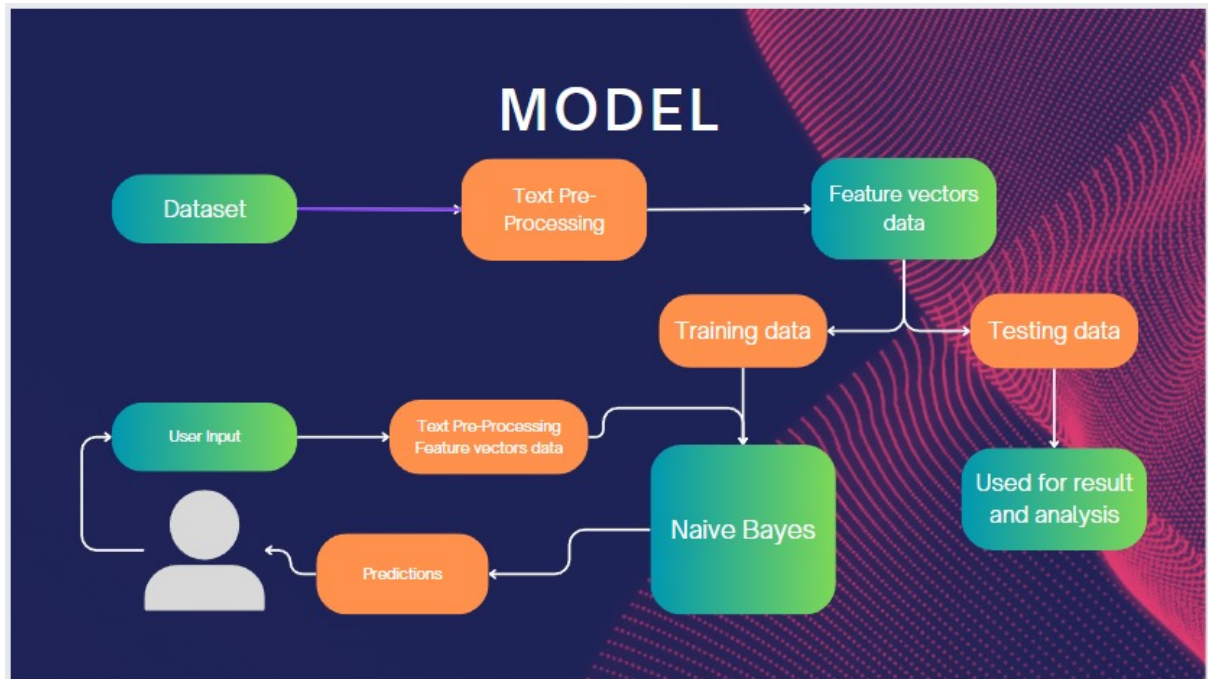 MODEL
Dataset
Text Pre-
Processing
Feature vectors
data
Training data
Testing data
User Input
Text Pre-Processing
Feature vectors data
Naive Bayes
Used for result
and analysis
Predictions